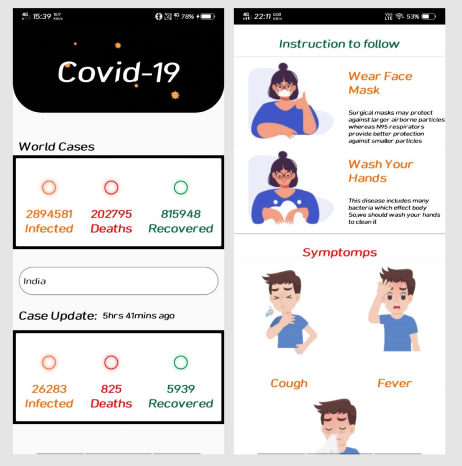 15:39
78%
Covid-19
World Cases
2894581
202795
815948
Infected
Deaths
Recovered
India
Case Update: 5hrs 41mins ago
26283
825
5939
Infected
Deaths
Recovered
22:11
53%
Instruction to follow
Wear Face
Mask
Surgical masks may protect
against larger airborne particles
whereas N95 respirators
provide better protection
against smaller particles
Wash Your
Hands
This disease includes many
bacteria which effect body
So,we should wash your hands
to clean it
Symptomps
Cough
Fever